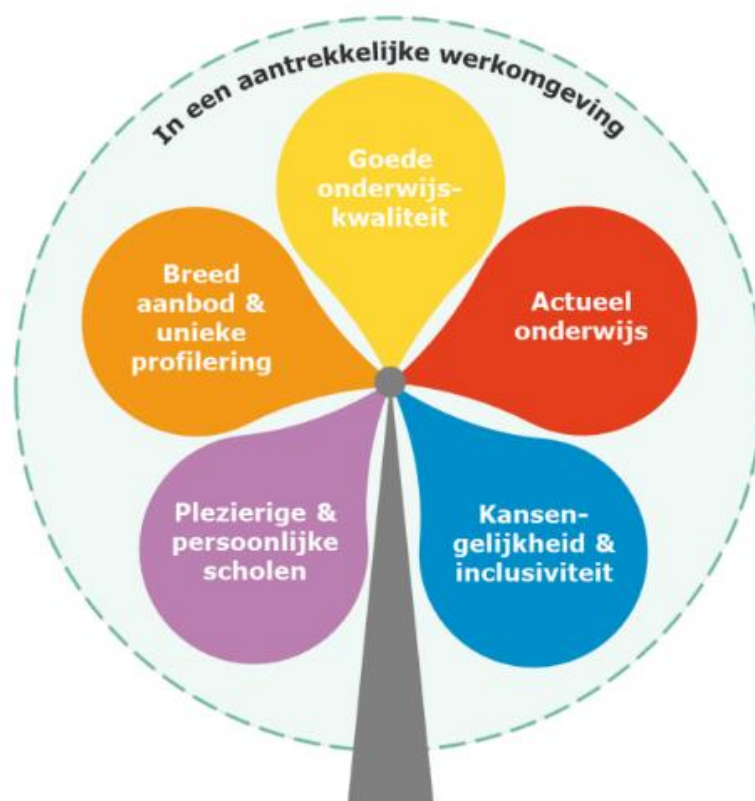 In een aantrekkelijke werkomgeving
Goede
onderwijs-
kwaliteit
Actueel
onderwijs
Kansen-
gelijkheid &
inclusiviteit
Plezierige &
persoonlijke
scholen
Breed
aanbod &
unieke
profilering